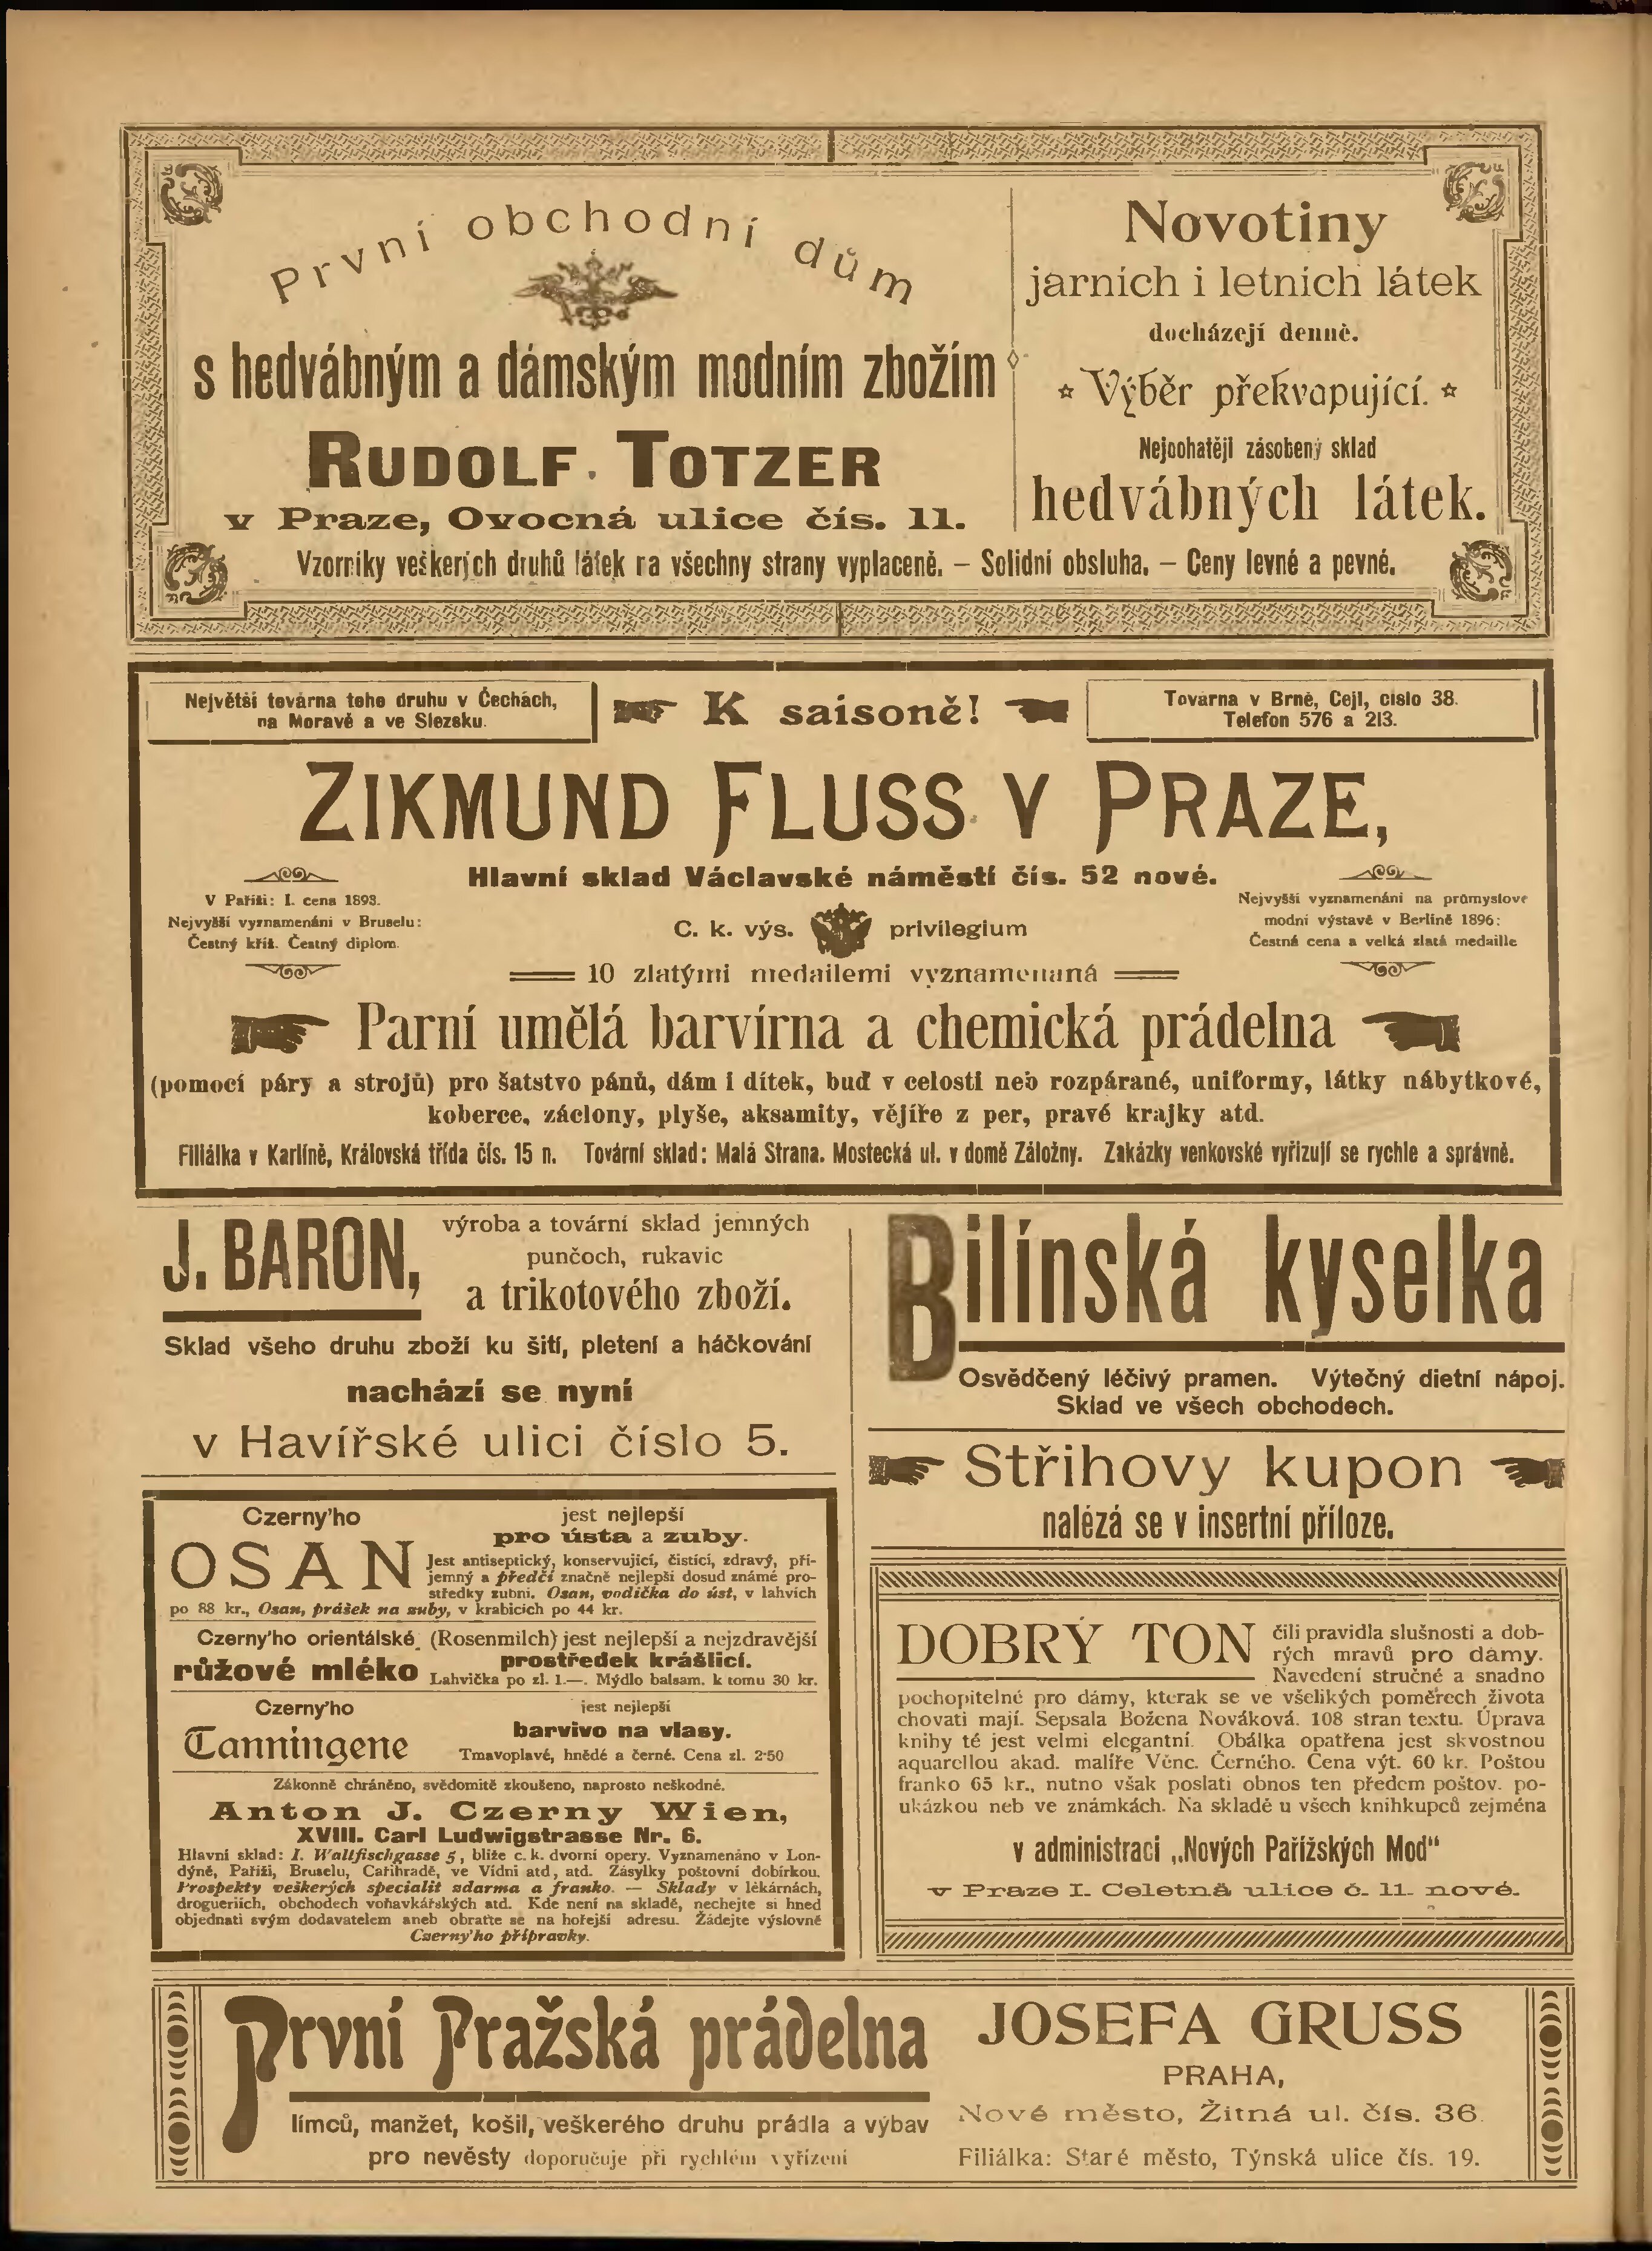 První obchodní dům
s hedvábným a dámským modním zbožím
RUDOLF TOTZER
v Praze, Ovocná ulice čís. 11.
Novotiny
jarních i letních látek
docházejí denně.
Výběr překvapující.
Nejbohatěji zásobený sklad
hedvábných látek.
Vzorníky veškerých druhů látek na všechny strany vyplaceně. – Solidní obsluha. – Ceny levné a pevné.
Největší továrna toho druhu v Čechách,
na Moravě a ve Slezsku.
K saisoně!
Továrna v Brně, Cejl, číslo 38.
Telefon 576 a 213.
ZIKMUND FLUSS V PRAZE,
Hlavní sklad Václavské náměstí čís. 52 nové.
V Paříži: I. cena 1893.
Nejvyšší vyznamenání v Bruselu:
Čestný kříž. Čestný diplom.
C. k. výs. privilegium
Nejvyšší vyznamenání na průmyslové
modní výstavě v Berlíně 1896:
Čestná cena a velká zlatá medaille
10 zlatými medailemi vyznamenaná
Parní umělá barvírna a chemická prádelna
(pomocí páry a strojů) pro šatstvo pánů, dám i dítek, buď v celosti neb rozpárané, uniformy, látky nábytkové,
koberce, záclony, plyše, aksamity, vějíře z per, pravé krajky atd.
Filiálka v Karlíně, Královská třída čís. 15 n. Tovární sklad: Malá Strana. Mostecká ul. v domě Záložny. Zakázky venkovské vyřizují se rychle a správně.
J. BARON,
výroba a tovární sklad jemných
punčoch, rukavic
a trikotového zboží.
Sklad všeho druhu zboží ku šití, pletení a háčkování
nachází se nyní
v Havířské ulici číslo 5.
Bilínská kyselka
Osvědčený léčivý pramen. Výtečný dietní nápoj.
Sklad ve všech obchodech.
Střihovy kupon
nalézá se v insertní příloze.
Czerny'ho
OSAN
jest nejlepší
pro ústa a zuby.
Jest antiseptický, konservující, čistící, zdravý, pří-
jemný a předčí značně nejlepší dosud známé pro-
středky zubní. Osan, vodička do úst, v lahvích
po 88 kr., Osan, prášek na zuby, v krabicích po 44 kr.
Czerny'ho orientálské (Rosenmilch) jest nejlepší a nejzdravější
růžové mléko prostředek krášlicí.
Lahvička po zl. 1.—. Mýdlo balsam. k tomu 30 kr.
Czerny'ho
Tanningene
jest nejlepší
barvivo na vlasy.
Tmavoplavé, hnědé a černé. Cena zl. 2·50
Zákonně chráněno, svědomitě zkoušeno, naprosto neškodné.
Anton J. Czerny Wien,
XVIII. Carl Ludwigstrasse Nr. 6.
Hlavní sklad: I. Wallfischgasse 5, blíže c. k. dvorní opery. Vyznamenáno v Lon-
dýně, Paříži, Bruselu, Cařihradě, ve Vídni atd, atd. Zásylky poštovní dobírkou.
Prospekty veškerých specialit zdarma a franko. — Sklady v lékárnách,
drogueriích, obchodech voňavkářských atd. Kde není na skladě, nechejte si hned
objednati svým dodavatelem aneb obraťte se na hořejší adresu. Žádejte výslovně
Czerny'ho přípravky.
DOBRÝ TON
čili pravidla slušnosti a dob-
rých mravů pro dámy.
Navedení stručné a snadno
pochopitelné pro dámy, kterak se ve všelikých poměrech života
chovati mají. Sepsala Božena Nováková. 108 stran textu. Úprava
knihy té jest velmi elegantní. Obálka opatřena jest skvostnou
aquarellou akad. malíře Věnc. Černého. Cena výt. 60 kr. Poštou
franko 65 kr., nutno však poslati obnos ten předem poštov. po-
ukázkou neb ve známkách. Na skladě u všech knihkupců zejména
v administraci „Nových Pařížských Mod“
v Praze I. Celetná ulice č. 11. nové.
První Pražská prádelna
límců, manžet, košil, veškerého druhu prádla a výbav
pro nevěsty doporučuje při rychlém vyřízení
JOSEFA GRUSS
PRAHA,
Nové město, Žitná ul. čís. 36.
Filiálka: Staré město, Týnská ulice čís. 19.